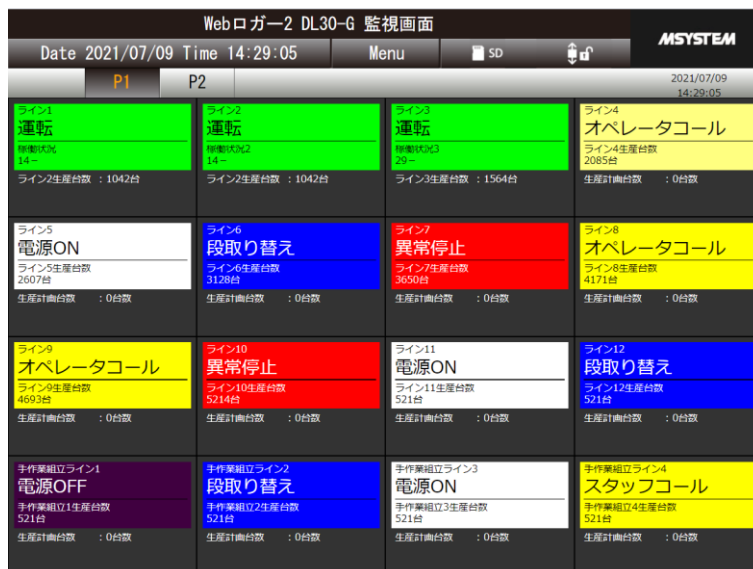 Webロガー2 DL30-G 監視画面
MSYSTEM
Date 2021/07/09 Time 14:29:05 Menu SD
P1 P2 2021/07/09
14:29:05
ライン1 ライン2 ライン3 ライン4
運転 運転 運転 オペレータコール
稼働状況 稼働状況2 稼働状況3 ライン4生産台数
14− 14− 29− 2085台
ライン2生産台数 : 1042台 ライン2生産台数 : 1042台 ライン3生産台数 : 1564台 生産計画台数 : 0台数
ライン5 ライン6 ライン7 ライン8
電源ON 段取り替え 異常停止 オペレータコール
ライン5生産台数 ライン6生産台数 ライン7生産台数 ライン8生産台数
2607台 3128台 3650台 4171台
生産計画台数 : 0台数 生産計画台数 : 0台数 生産計画台数 : 0台数 生産計画台数 : 0台数
ライン9 ライン10 ライン11 ライン12
オペレータコール 異常停止 電源ON 段取り替え
ライン9生産台数 ライン10生産台数 ライン11生産台数 ライン12生産台数
4693台 5214台 521台 521台
生産計画台数 : 0台数 生産計画台数 : 0台数 生産計画台数 : 0台数 生産計画台数 : 0台数
手作業組立ライン1 手作業組立ライン2 手作業組立ライン3 手作業組立ライン4
電源OFF 段取り替え 電源ON スタッフコール
手作業組立1生産台数 手作業組立2生産台数 手作業組立3生産台数 手作業組立4生産台数
521台 521台 521台 521台
生産計画台数 : 0台数 生産計画台数 : 0台数 生産計画台数 : 0台数 生産計画台数 : 0台数